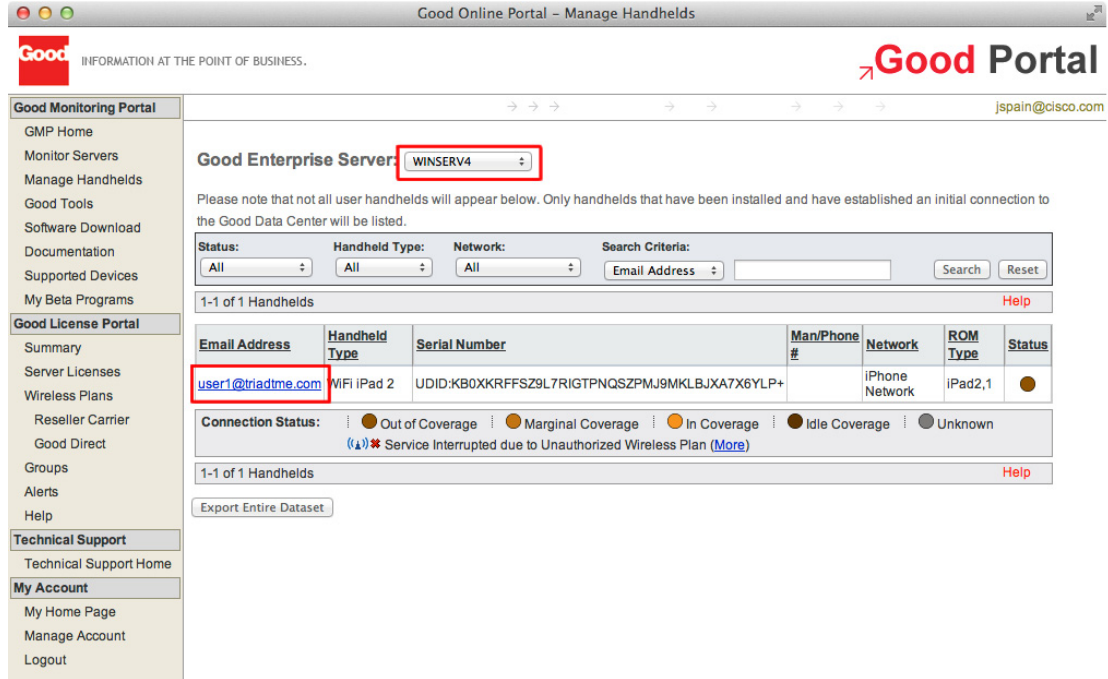 Good Online Portal – Manage Handhelds
Good
INFORMATION AT THE POINT OF BUSINESS.
Good Portal
jspain@cisco.com
Good Monitoring Portal
GMP Home
Monitor Servers
Manage Handhelds
Good Tools
Software Download
Documentation
Supported Devices
My Beta Programs
Good License Portal
Summary
Server Licenses
Wireless Plans
Reseller Carrier
Good Direct
Groups
Alerts
Help
Technical Support
Technical Support Home
My Account
My Home Page
Manage Account
Logout
Good Enterprise Server: WINSERV4
Please note that not all user handhelds will appear below. Only handhelds that have been installed and have established an initial connection to
the Good Data Center will be listed.
Status: Handheld Type: Network: Search Criteria:
All All All Email Address Search Reset
1-1 of 1 Handhelds Help
Email Address Handheld Type Serial Number Man/Phone # Network ROM Type Status
user1@triadtme.com WiFi iPad 2 UDID:KB0XKRFFSZ9L7RIGTPNQSZPMJ9MKLBJXA7X6YLP+ iPhone Network iPad2,1
Connection Status: Out of Coverage Marginal Coverage In Coverage Idle Coverage Unknown
Service Interrupted due to Unauthorized Wireless Plan (More)
1-1 of 1 Handhelds Help
Export Entire Dataset